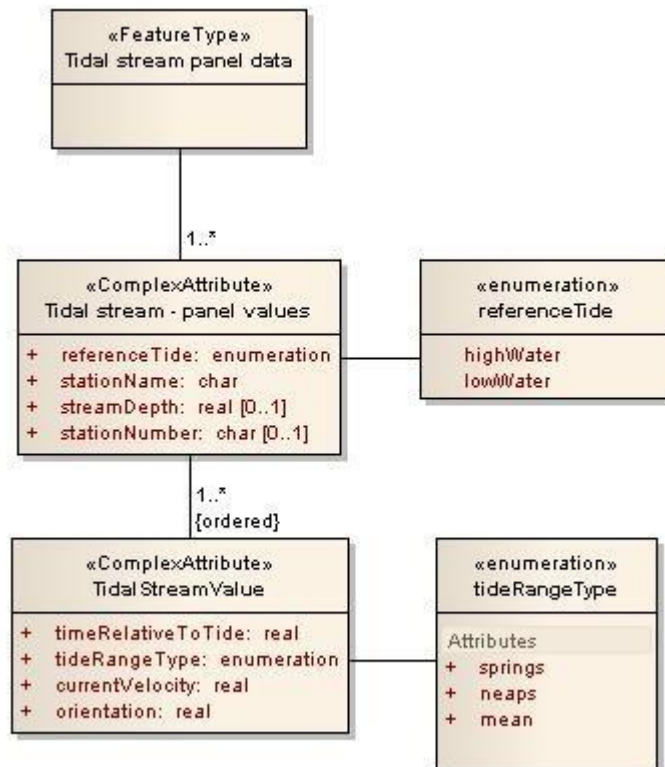 «FeatureType»
Tidal stream panel data
1..*
«ComplexAttribute»
Tidal stream - panel values
+ referenceTide: enumeration
+ stationName: char
+ streamDepth: real [0..1]
+ stationNumber: char [0..1]
«enumeration»
referenceTide
highWater
lowWater
1..*
{ordered}
«ComplexAttribute»
TidalStreamValue
+ timeRelativeToTide: real
+ tideRangeType: enumeration
+ currentVelocity: real
+ orientation: real
«enumeration»
tideRangeType
Attributes
+ springs
+ neaps
+ mean